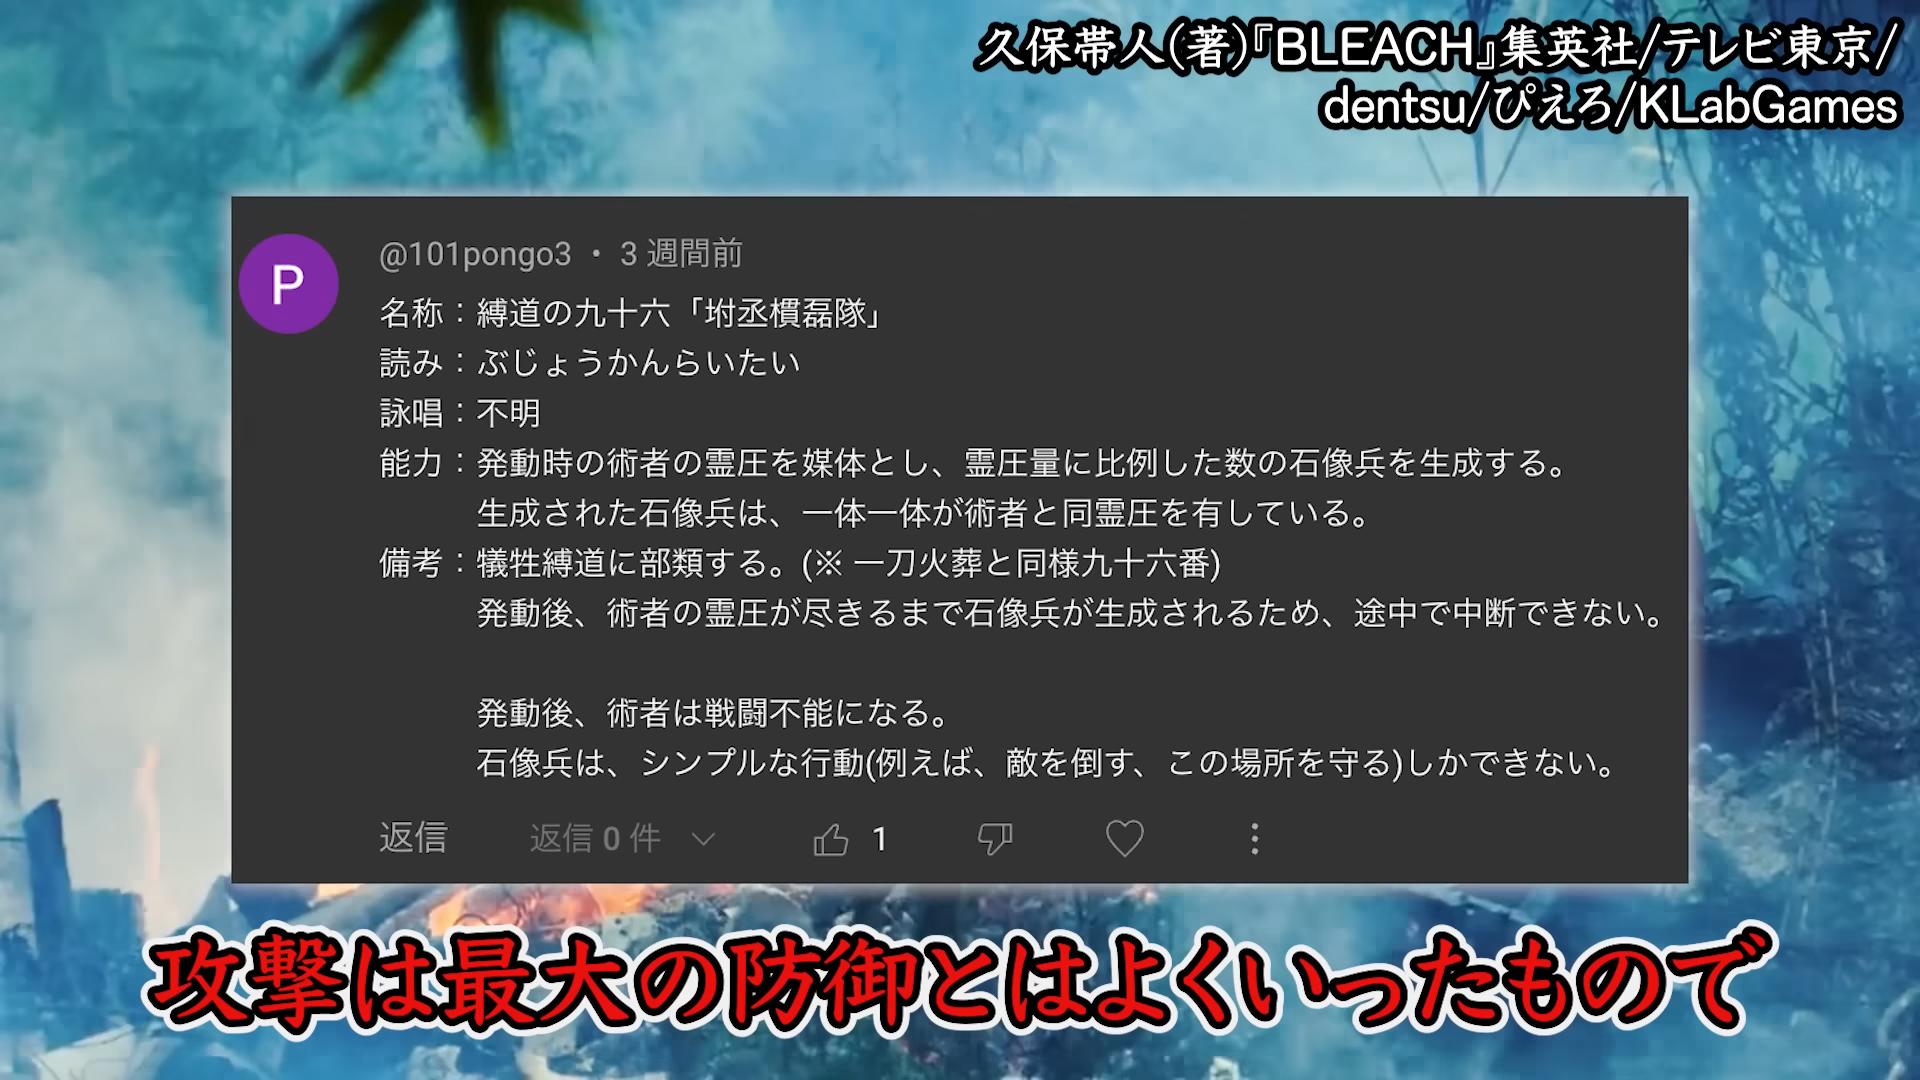 久保帯人(著)『BLEACH』集英社/テレビ東京/
dentsu/ぴえろ/KLabGames
P
@101pongo3 ・ 3 週間前
名称：縛道の九十六「坿丞樌磊隊」
読み：ぶじょうかんらいたい
詠唱：不明
能力：発動時の術者の霊圧を媒体とし、霊圧量に比例した数の石像兵を生成する。
生成された石像兵は、一体一体が術者と同霊圧を有している。
備考：犠牲縛道に部類する。(※ 一刀火葬と同様九十六番)
発動後、術者の霊圧が尽きるまで石像兵が生成されるため、途中で中断できない。
発動後、術者は戦闘不能になる。
石像兵は、シンプルな行動(例えば、敵を倒す、この場所を守る)しかできない。
返信 返信 0 件 1
攻撃は最大の防御とはよくいったもので